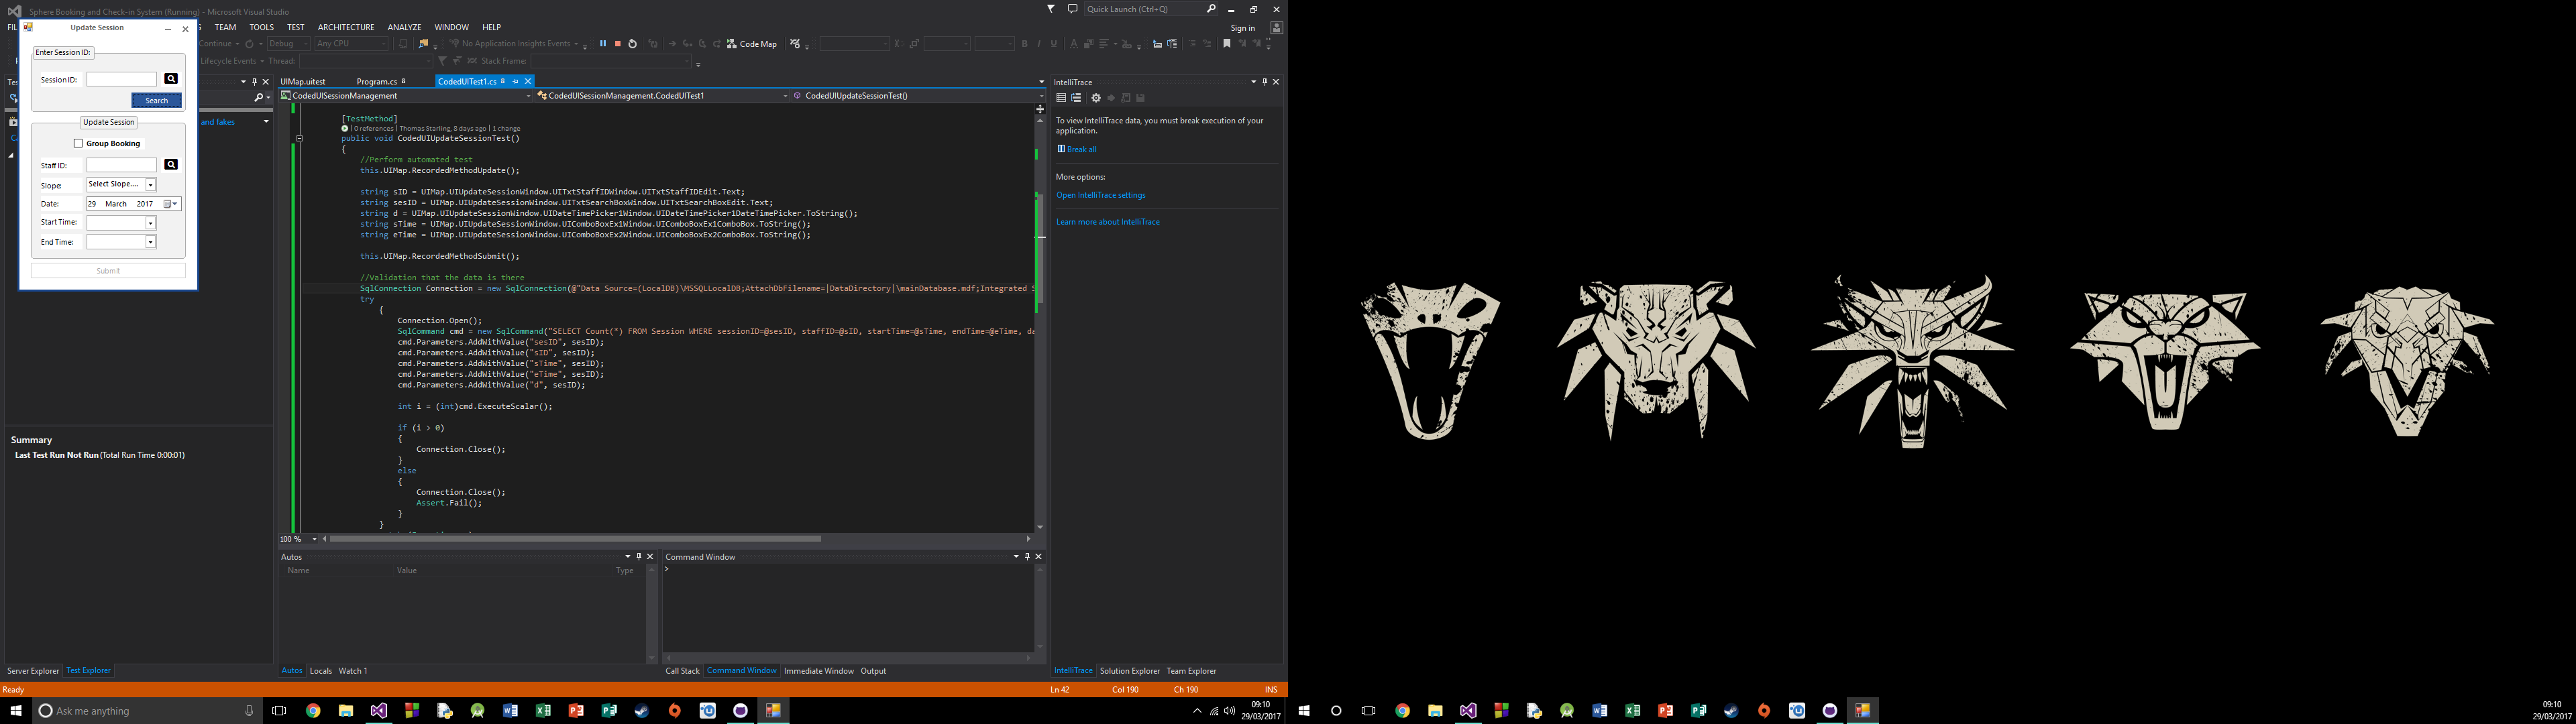 Sphere Booking and Check-in System (Running) - Microsoft Visual Studio
Quick Launch (Ctrl+Q)
TEAM TOOLS TEST ARCHITECTURE ANALYZE WINDOW HELP
Sign in
Continue Debug Any CPU No Application Insights Events Code Map
Lifecycle Events Thread: Stack Frame:
Update Session
Enter Session ID:
Session ID:
Search
Update Session
Group Booking
Staff ID:
Slope: Select Slope....
Date: 29 March 2017
Start Time:
End Time:
Submit
and fakes
Summary
Last Test Run Not Run (Total Run Time 0:00:01)
Server Explorer Test Explorer
UIMap.uitest Program.cs CodedUITest1.cs
CodedUISessionManagement CodedUISessionManagement.CodedUITest1 CodedUIUpdateSessionTest()
[TestMethod]
0 references | Thomas Starling, 8 days ago | 1 change
public void CodedUIUpdateSessionTest()
{
//Perform automated test
this.UIMap.RecordedMethodUpdate();
string sID = UIMap.UIUpdateSessionWindow.UITxtStaffIDWindow.UITxtStaffIDEdit.Text;
string sesID = UIMap.UIUpdateSessionWindow.UITxtSearchBoxWindow.UITxtSearchBoxEdit.Text;
string d = UIMap.UIUpdateSessionWindow.UIDateTimePicker1Window.UIDateTimePicker1DateTimePicker.ToString();
string sTime = UIMap.UIUpdateSessionWindow.UIComboBoxEx1Window.UIComboBoxEx1ComboBox.ToString();
string eTime = UIMap.UIUpdateSessionWindow.UIComboBoxEx2Window.UIComboBoxEx2ComboBox.ToString();
this.UIMap.RecordedMethodSubmit();
//Validation that the data is there
SqlConnection Connection = new SqlConnection(@"Data Source=(LocalDB)\MSSQLLocalDB;AttachDbFilename=|DataDirectory|\mainDatabase.mdf;Integrated S
try
{
Connection.Open();
SqlCommand cmd = new SqlCommand("SELECT Count(*) FROM Session WHERE sessionID=@sesID, staffID=@sID, startTime=@sTime, endTime=@eTime, da
cmd.Parameters.AddWithValue("sesID", sesID);
cmd.Parameters.AddWithValue("sID", sesID);
cmd.Parameters.AddWithValue("sTime", sesID);
cmd.Parameters.AddWithValue("eTime", sesID);
cmd.Parameters.AddWithValue("d", sesID);
int i = (int)cmd.ExecuteScalar();
if (i > 0)
{
Connection.Close();
}
else
{
Connection.Close();
Assert.Fail();
}
}
100 %
Autos
Name Value Type
Autos Locals Watch 1
Command Window
>
Call Stack Command Window Immediate Window Output
IntelliTrace
To view IntelliTrace data, you must break execution of your
application.
Break all
More options:
Open IntelliTrace settings
Learn more about IntelliTrace
IntelliTrace Solution Explorer Team Explorer
Ready Ln 42 Col 190 Ch 190 INS
Ask me anything
09:10
29/03/2017
09:10
29/03/2017